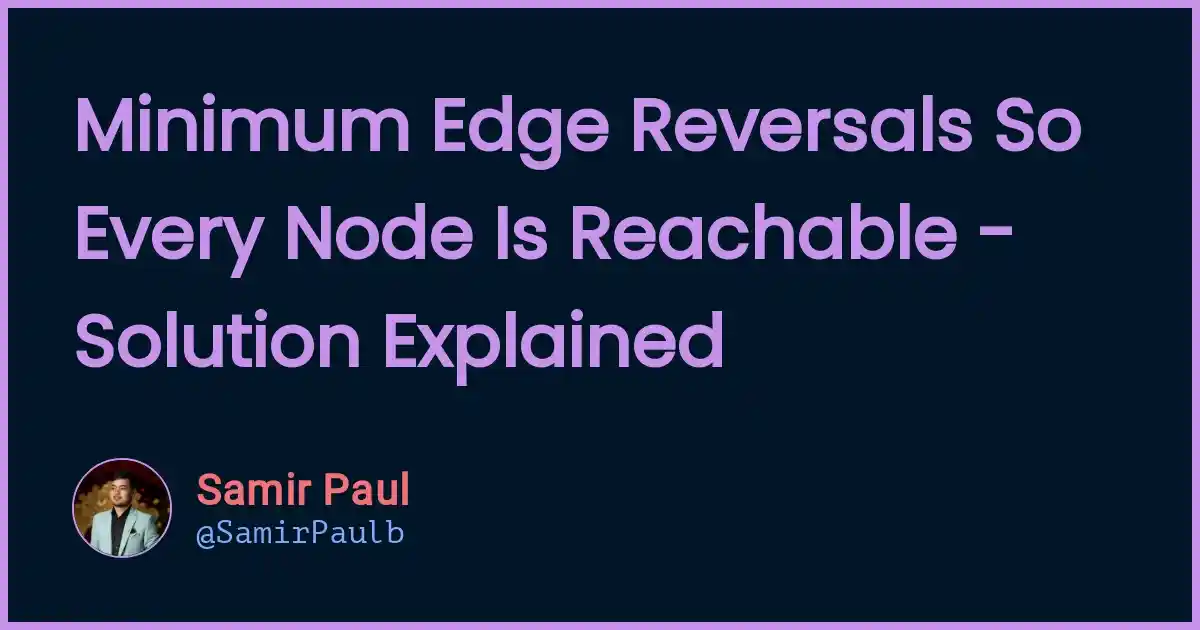 Minimum Edge Reversals So
Every Node Is Reachable -
Solution Explained
Samir Paul
@SamirPaulb